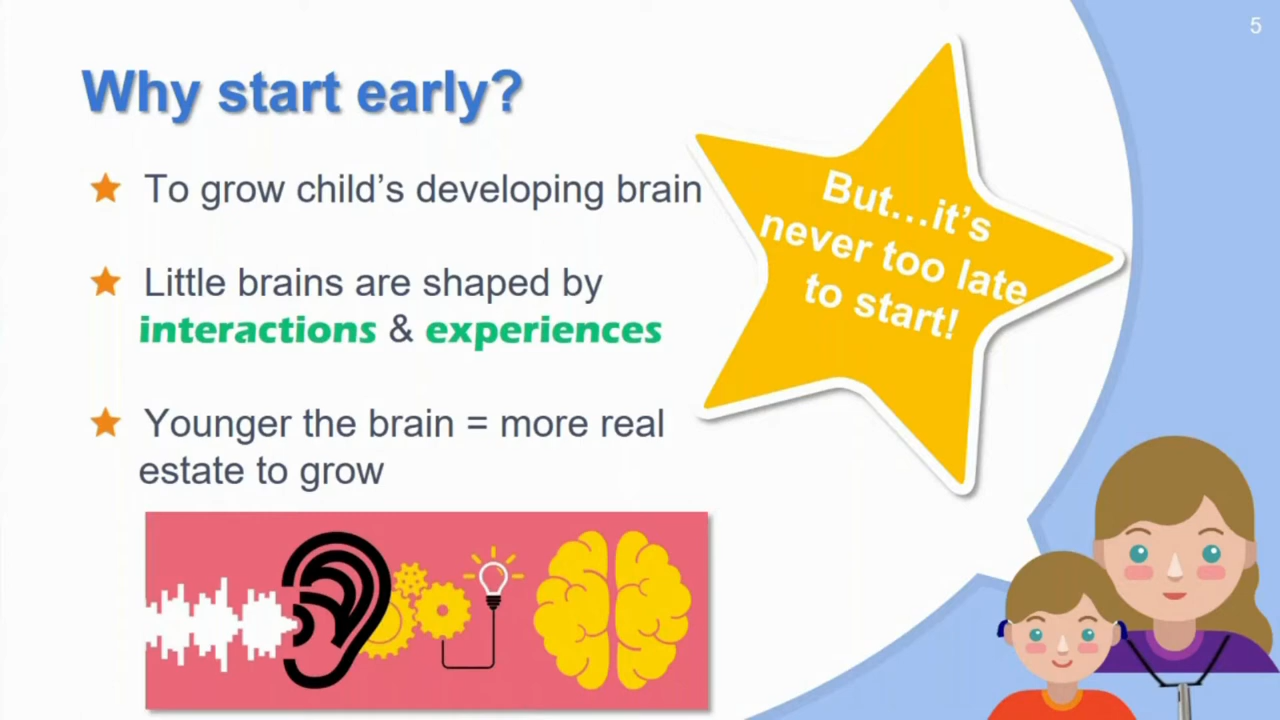 5
Why start early?
To grow child’s developing brain
Little brains are shaped by
interactions & experiences
Younger the brain = more real
estate to grow
But...it’s
never too late
to start!